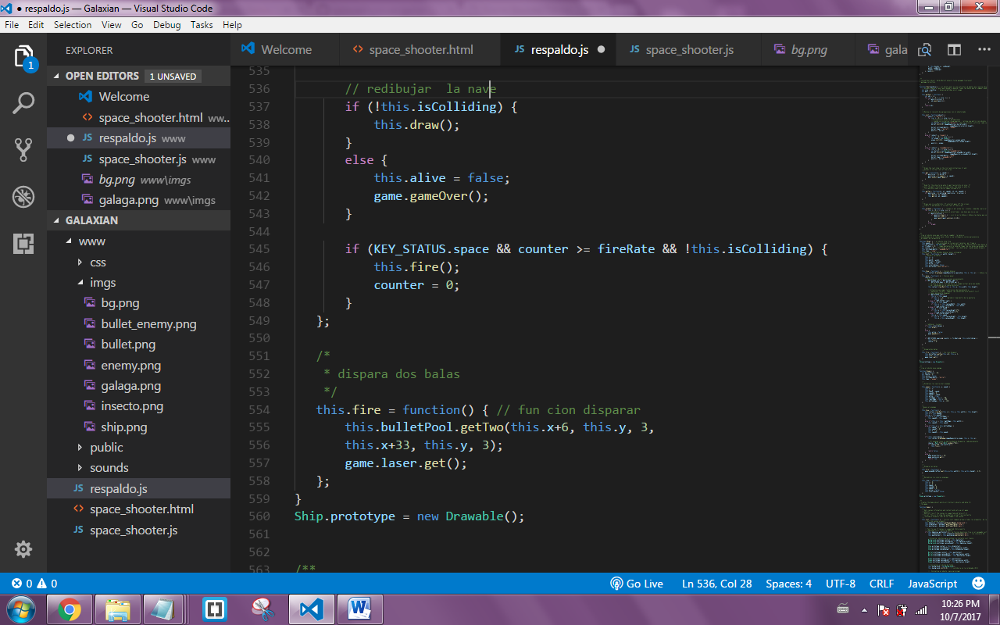 respaldo.js — Galaxian — Visual Studio Code
File Edit Selection View Go Debug Tasks Help
EXPLORER
1
OPEN EDITORS 1 UNSAVED
Welcome
space_shooter.html ww...
JS respaldo.js www
JS space_shooter.js www
bg.png www\imgs
galaga.png www\imgs
GALAXIAN
www
css
imgs
bg.png
bullet_enemy.png
bullet.png
enemy.png
galaga.png
insecto.png
ship.png
public
sounds
JS respaldo.js
space_shooter.html
JS space_shooter.js
Welcome <> space_shooter.html JS respaldo.js JS space_shooter.js bg.png gala
535
536 // redibujar  la nave
537 if (!this.isColliding) {
538 this.draw();
539 }
540 else {
541 this.alive = false;
542 game.gameOver();
543 }
544
545 if (KEY_STATUS.space && counter >= fireRate && !this.isColliding) {
546 this.fire();
547 counter = 0;
548 }
549 };
550
551 /*
552 * dispara dos balas
553 */
554 this.fire = function() { // fun cion disparar
555 this.bulletPool.getTwo(this.x+6, this.y, 3,
556 this.x+33, this.y, 3);
557 game.laser.get();
558 };
559 }
560 Ship.prototype = new Drawable();
561
562
563 /**
0 0 Go Live Ln 536, Col 28 Spaces: 4 UTF-8 CRLF JavaScript
10:26 PM
10/7/2017